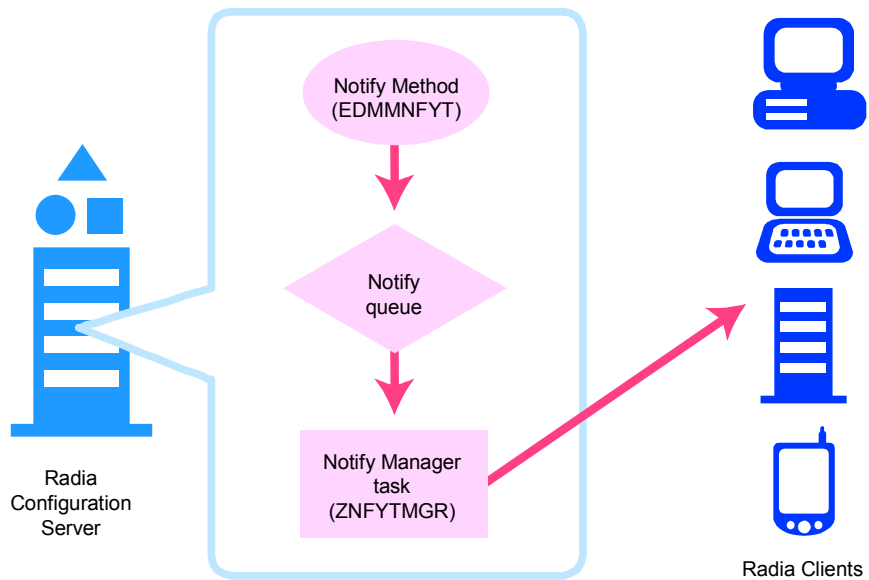 Notify Method
(EDMMNFYT)
Notify
queue
Notify Manager
task
(ZNFYTMGR)
Radia
Configuration
Server
Radia Clients